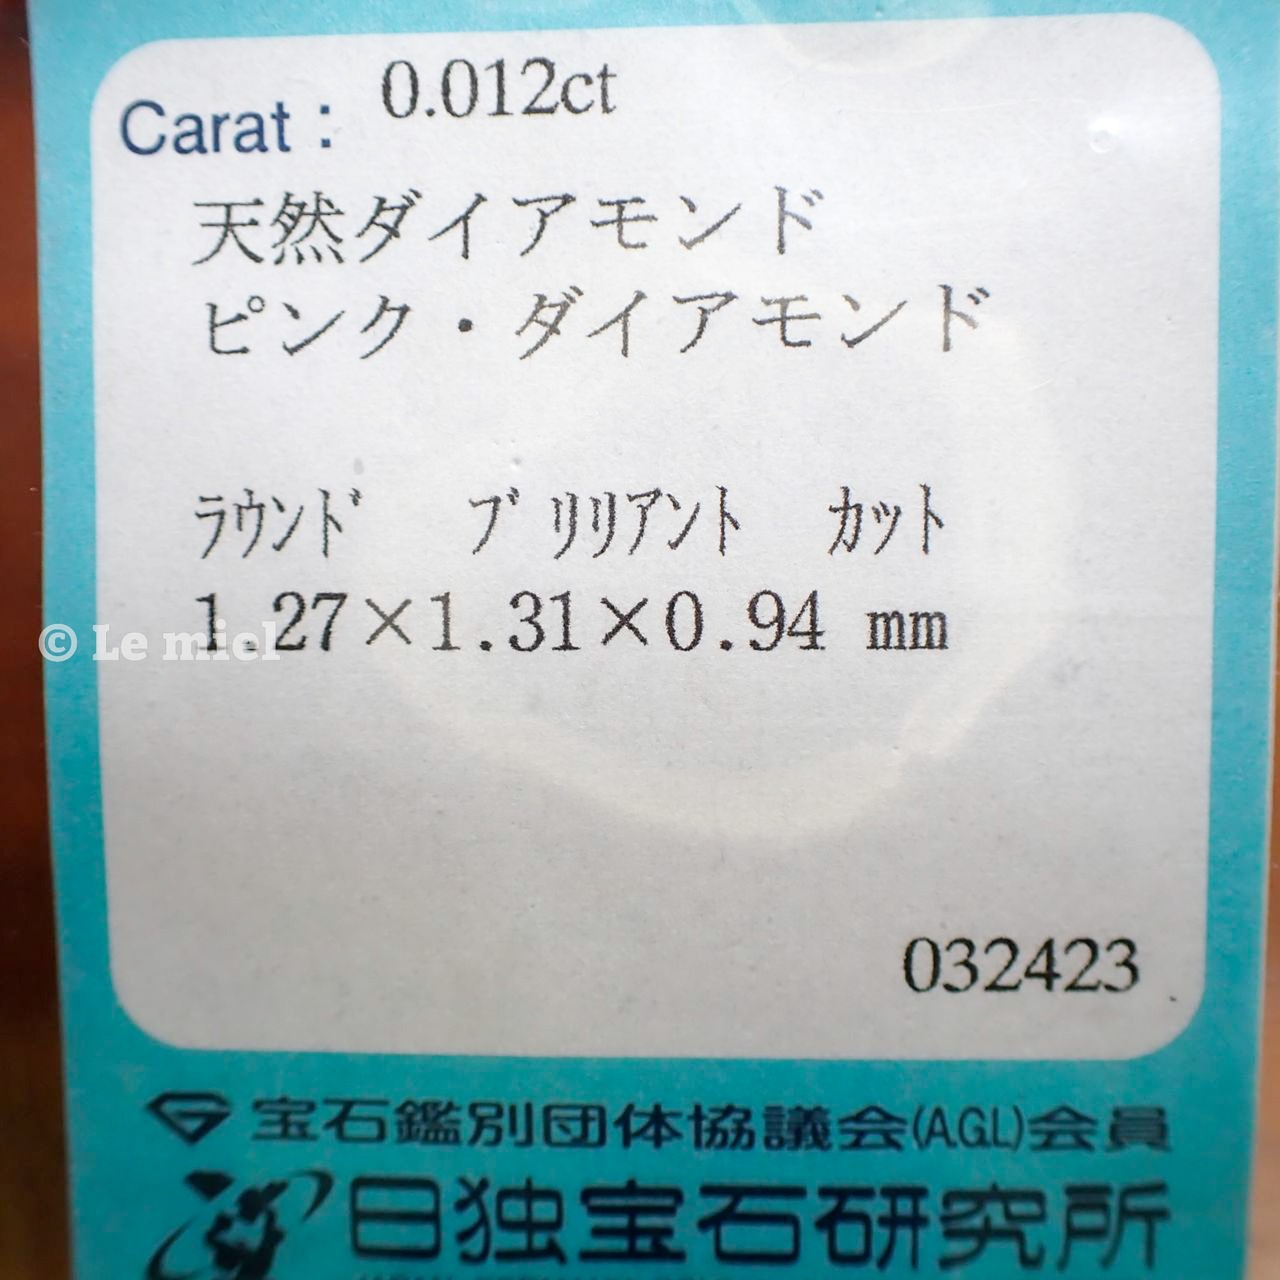 Carat : 0.012ct
天然ダイアモンド
ピンク・ダイアモンド
ﾗｳﾝﾄﾞ ﾌﾞﾘﾘｱﾝﾄ ｶｯﾄ
1.27×1.31×0.94 mm
© Le miel
032423
宝石鑑別団体協議会(AGL)会員
日独宝石研究所